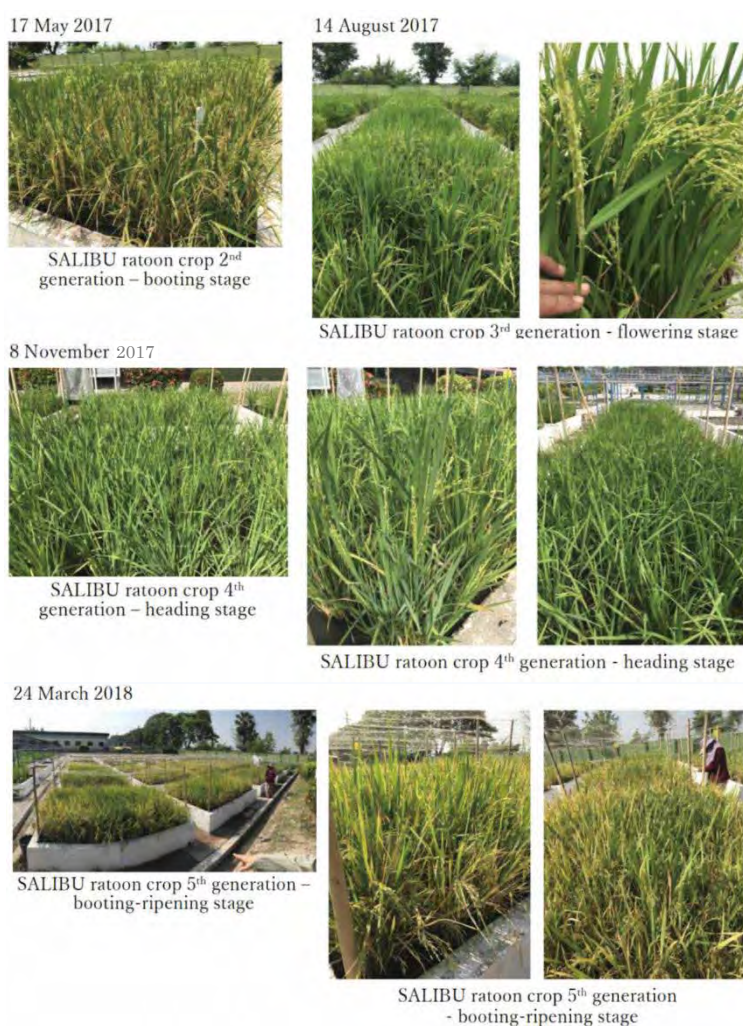 17 May 2017
14 August 2017
SALIBU ratoon crop 2nd
generation – booting stage
SALIBU ratoon crop 3rd generation - flowering stage
8 November 2017
SALIBU ratoon crop 4th
generation – heading stage
SALIBU ratoon crop 4th generation - heading stage
24 March 2018
SALIBU ratoon crop 5th generation –
booting-ripening stage
SALIBU ratoon crop 5th generation
- booting-ripening stage